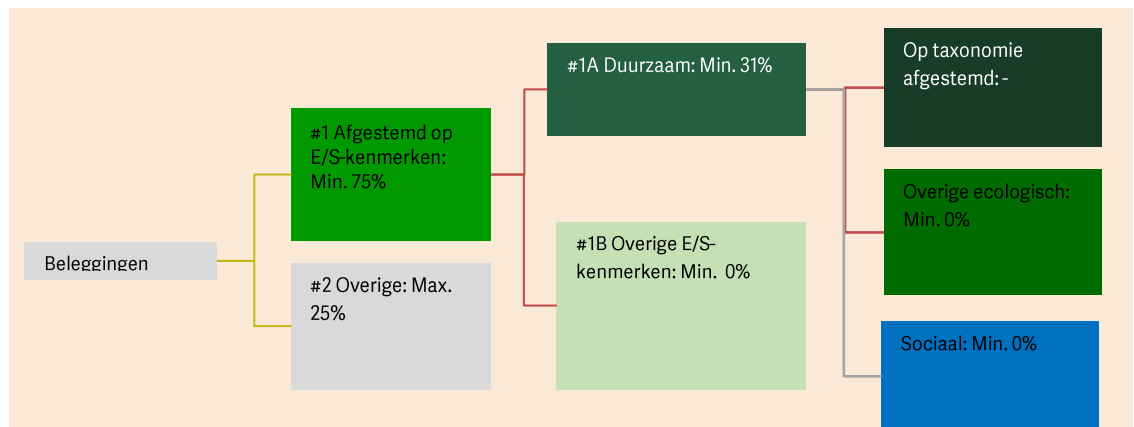 Beleggingen
#1 Afgestemd op
E/S-kenmerken:
Min. 75%
#2 Overige: Max.
25%
#1A Duurzaam: Min. 31%
#1B Overige E/S-
kenmerken: Min.  0%
Op taxonomie
afgestemd: -
Overige ecologisch:
Min. 0%
Sociaal: Min. 0%